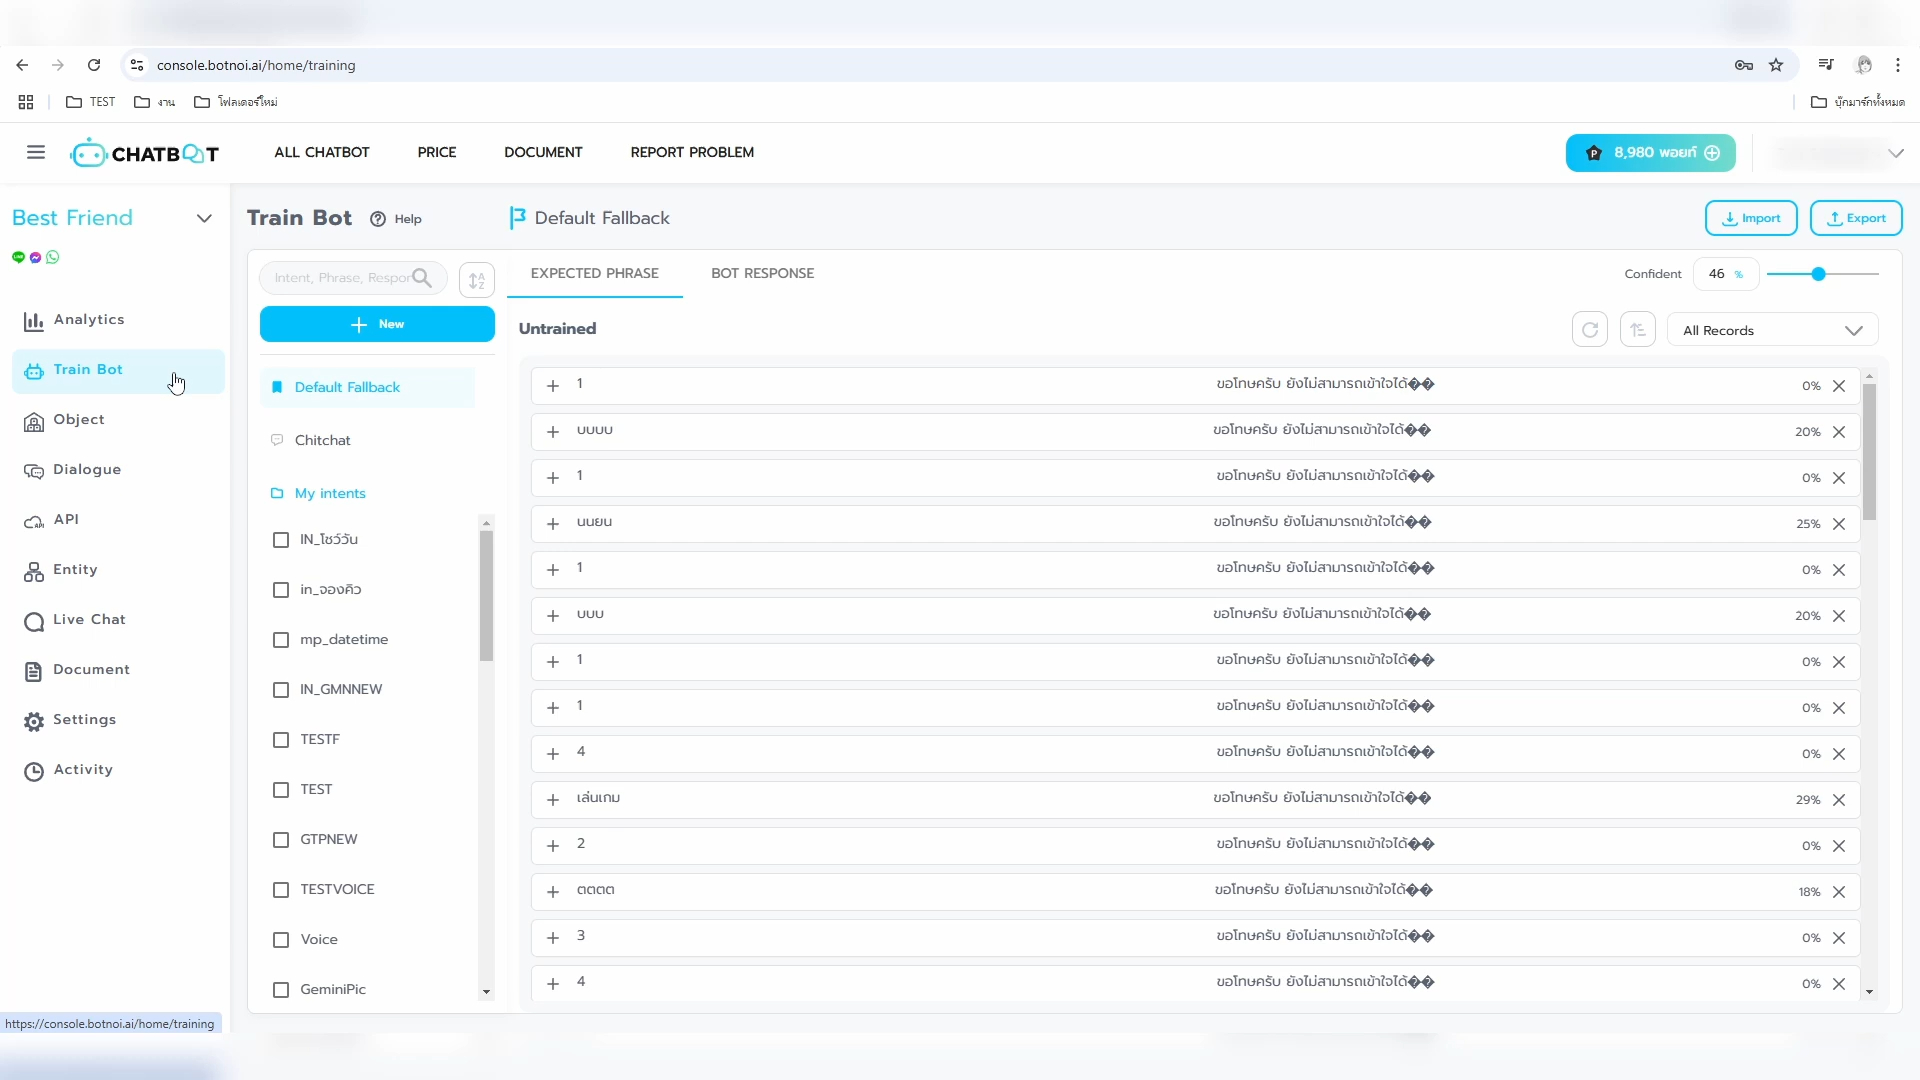 console.botnoi.ai/home/training
TEST
งาน
โฟลเดอร์ใหม่
บุ๊กมาร์กทั้งหมด
CHATBOT
ALL CHATBOT
PRICE
DOCUMENT
REPORT PROBLEM
8,980 พอยท์
Best Friend
Train Bot
Help
Default Fallback
Import
Export
Analytics
Train Bot
Object
Dialogue
API
Entity
Live Chat
Document
Settings
Activity
Intent, Phrase, Respor
New
Default Fallback
Chitchat
My intents
IN_โชว์วัน
in_จองคิว
mp_datetime
IN_GMNNEW
TESTF
TEST
GTPNEW
TESTVOICE
Voice
GeminiPic
EXPECTED PHRASE
BOT RESPONSE
Confident
46 %
Untrained
All Records
1 ขอโทษครับ ยังไม่สามารถเข้าใจได้�� 0%
บบบบ ขอโทษครับ ยังไม่สามารถเข้าใจได้�� 20%
1 ขอโทษครับ ยังไม่สามารถเข้าใจได้�� 0%
นนยน ขอโทษครับ ยังไม่สามารถเข้าใจได้�� 25%
1 ขอโทษครับ ยังไม่สามารถเข้าใจได้�� 0%
บบบ ขอโทษครับ ยังไม่สามารถเข้าใจได้�� 20%
1 ขอโทษครับ ยังไม่สามารถเข้าใจได้�� 0%
1 ขอโทษครับ ยังไม่สามารถเข้าใจได้�� 0%
4 ขอโทษครับ ยังไม่สามารถเข้าใจได้�� 0%
เล่นเกม ขอโทษครับ ยังไม่สามารถเข้าใจได้�� 29%
2 ขอโทษครับ ยังไม่สามารถเข้าใจได้�� 0%
ตตตต ขอโทษครับ ยังไม่สามารถเข้าใจได้�� 18%
3 ขอโทษครับ ยังไม่สามารถเข้าใจได้�� 0%
4 ขอโทษครับ ยังไม่สามารถเข้าใจได้�� 0%
https://console.botnoi.ai/home/training